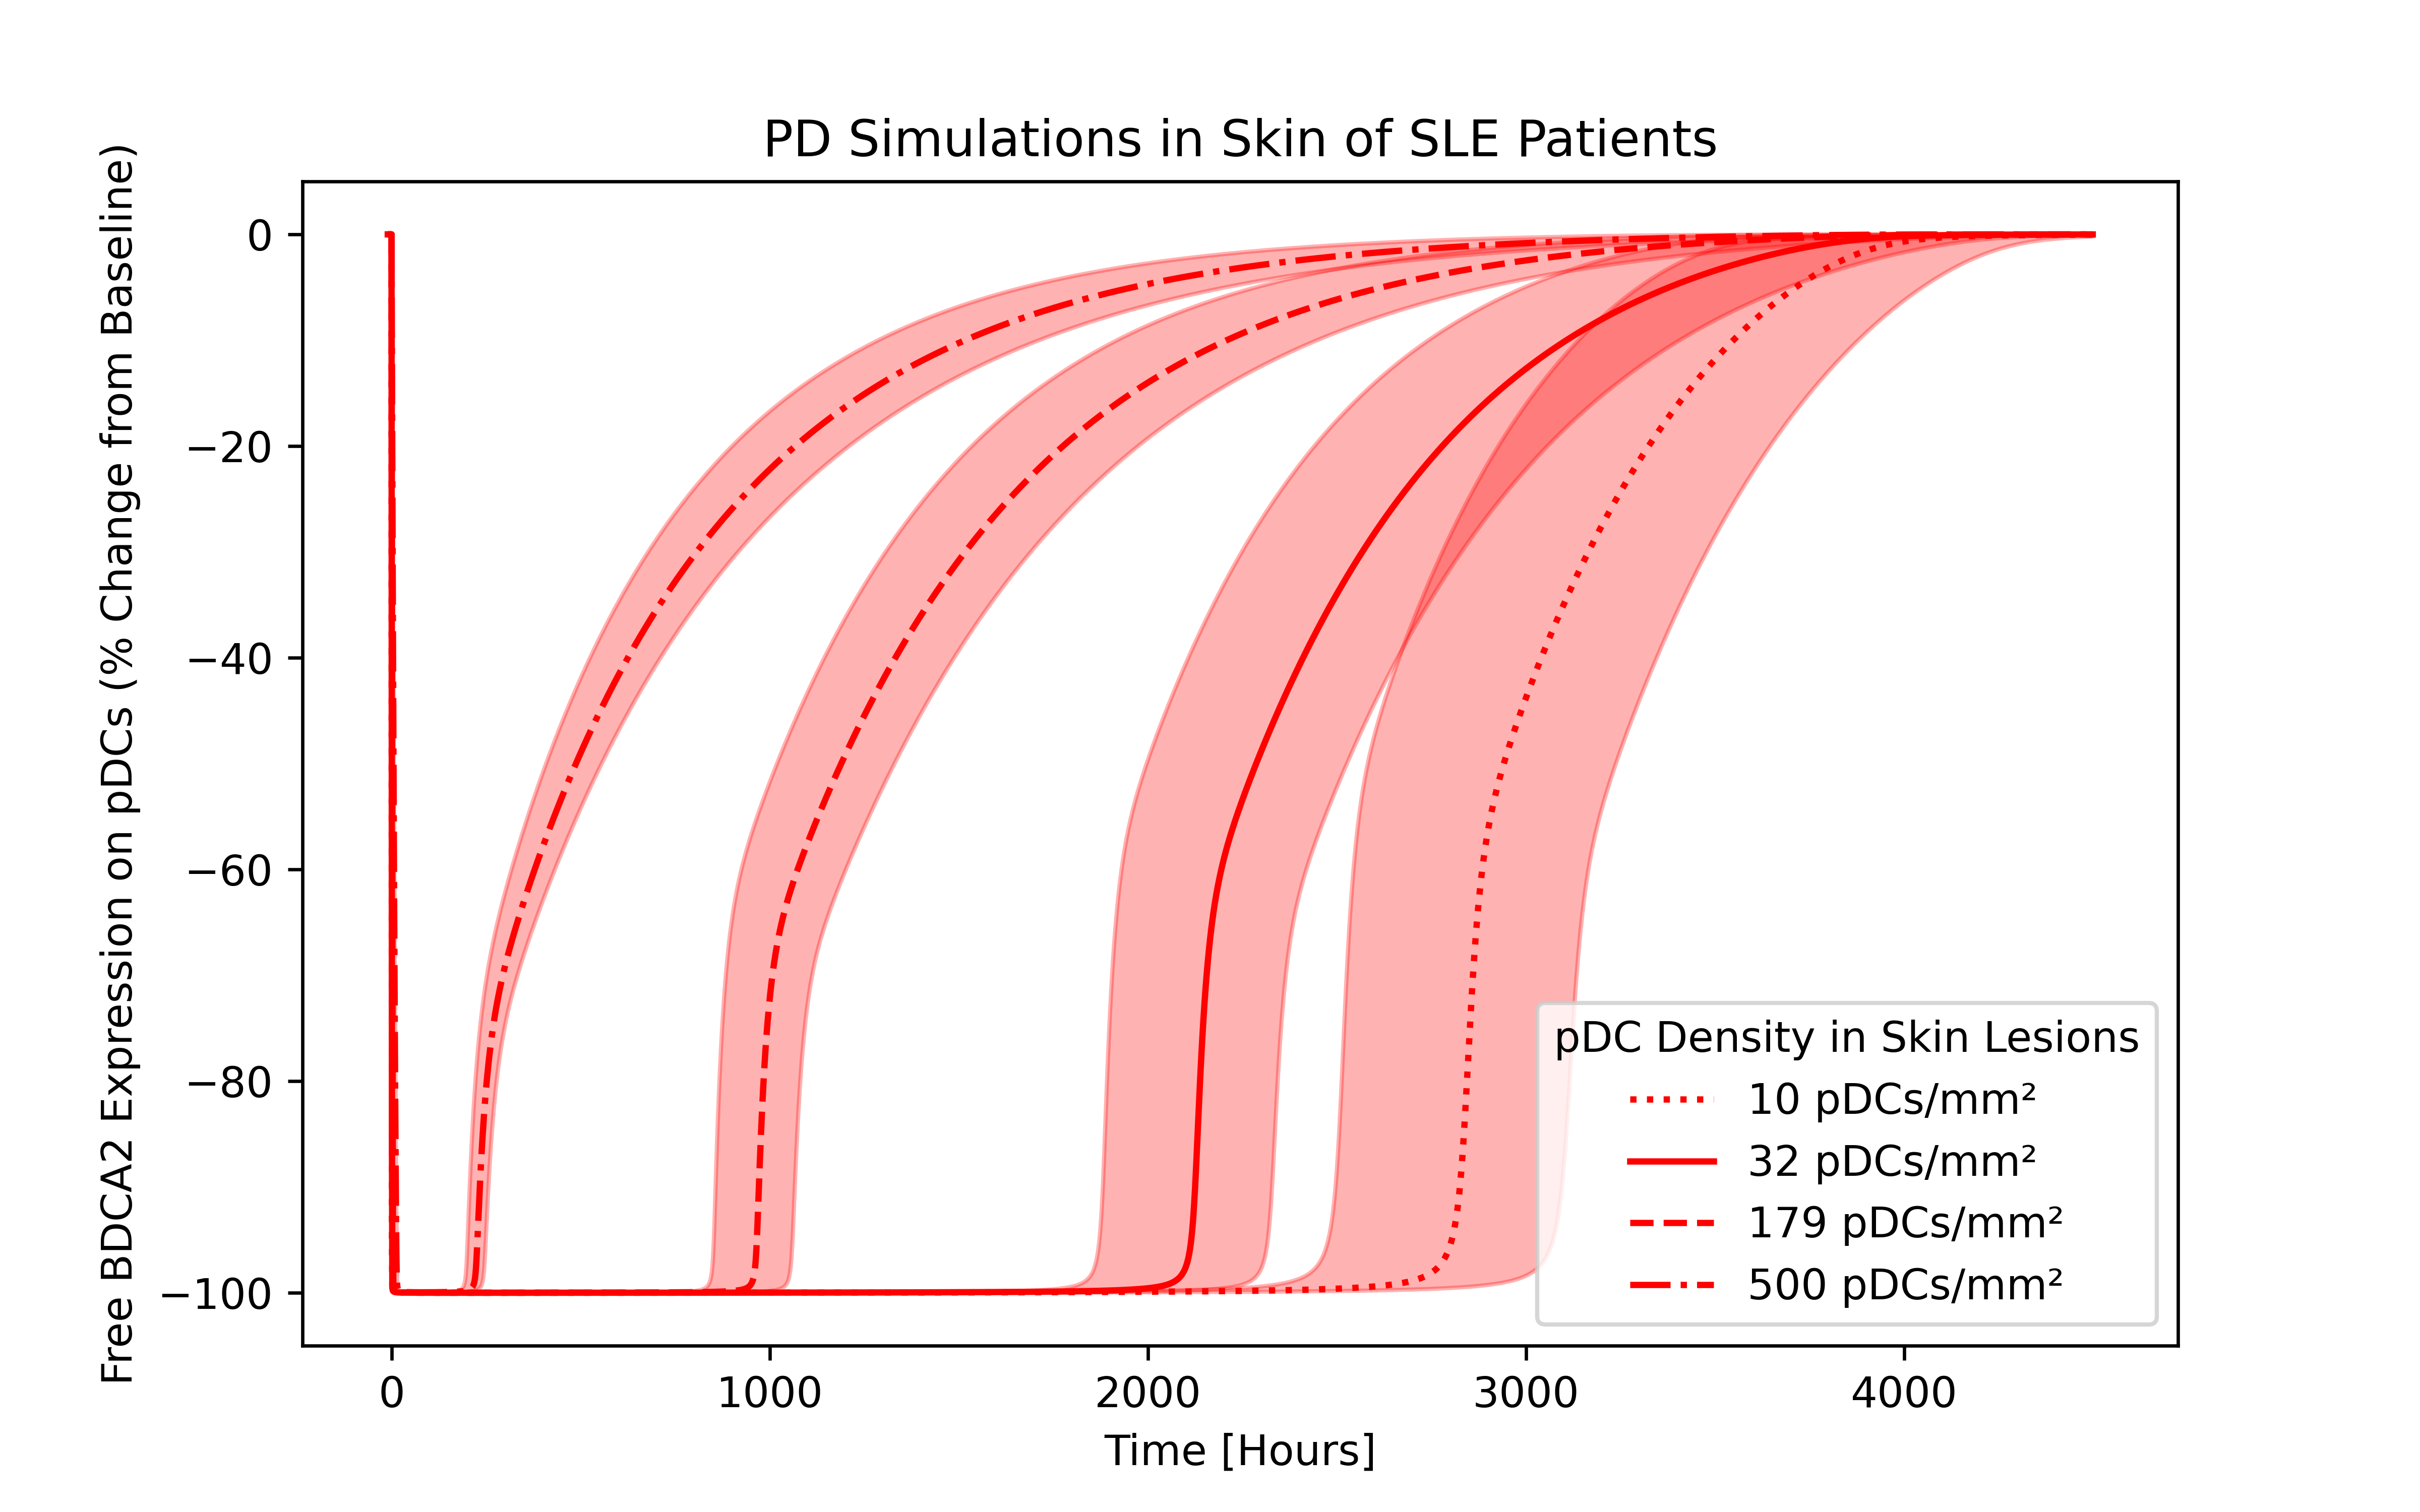 PD Simulations in Skin of SLE Patients
Free BDCA2 Expression on pDCs (% Change from Baseline)
0
−20
−40
−60
−80
−100
0
1000
2000
3000
4000
Time [Hours]
pDC Density in Skin Lesions
10 pDCs/mm²
32 pDCs/mm²
179 pDCs/mm²
500 pDCs/mm²